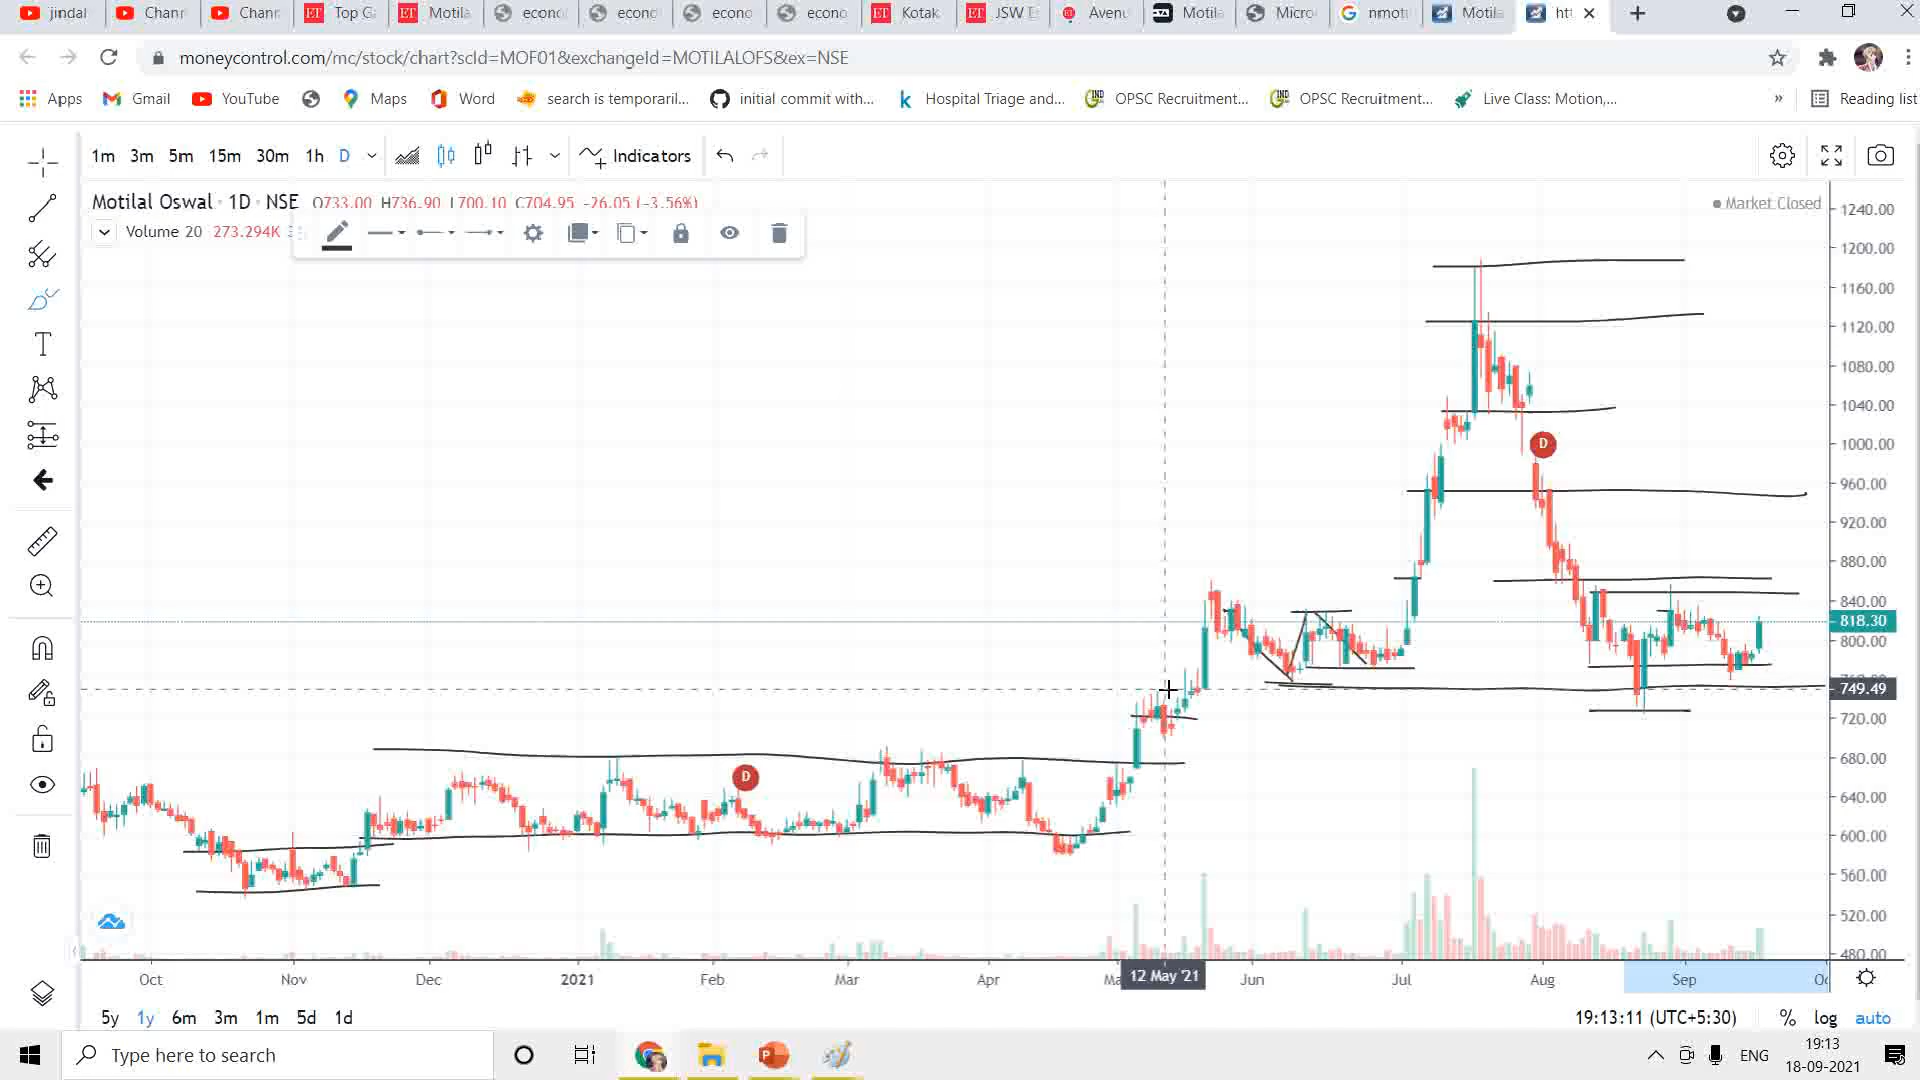 jindal Chann Chann Top Ga Motila econo econo econo econo Kotak JSW En Avenu Motila Micro nmoti Motila htt
moneycontrol.com/mc/stock/chart?scId=MOF01&exchangeId=MOTILALOFS&ex=NSE
Apps Gmail YouTube Maps Word search is temporaril... initial commit with... Hospital Triage and... OPSC Recruitment... OPSC Recruitment... Live Class: Motion,... » Reading list
1m 3m 5m 15m 30m 1h D Indicators
Motilal Oswal · 1D · NSE O733.00 H736.90 L700.10 C704.95 -26.05 (-3.56%)
Market Closed
Volume 20 273.294K
1240.00
1200.00
1160.00
1120.00
1080.00
1040.00
1000.00
960.00
920.00
880.00
840.00
818.30
800.00
749.49
720.00
680.00
640.00
600.00
560.00
520.00
480.00
D
D
Oct Nov Dec 2021 Feb Mar Apr 12 May '21 Jun Jul Aug Sep
5y 1y 6m 3m 1m 5d 1d 19:13:11 (UTC+5:30) % log auto
Type here to search
ENG 19:13
18-09-2021